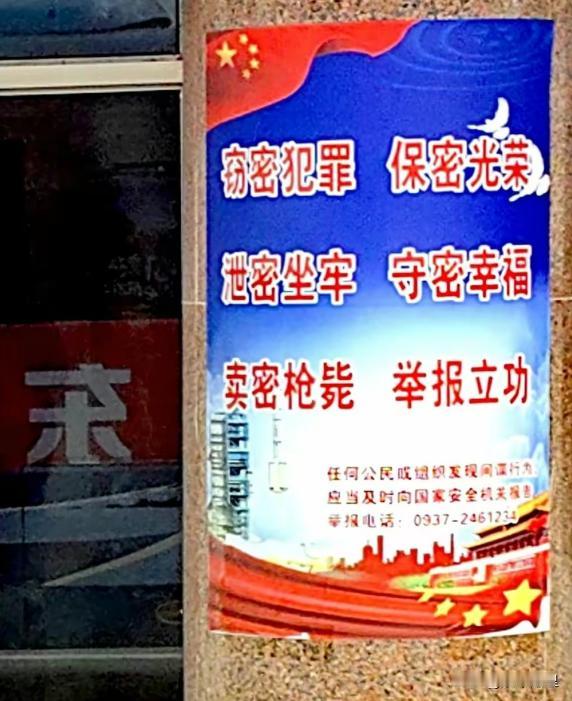 窃密犯罪 保密光荣
泄密坐牢 守密幸福
卖密枪毙 举报立功
任何公民或组织发现间谍行为
应当及时向国家安全机关报告
举报电话：0937-2461234
东